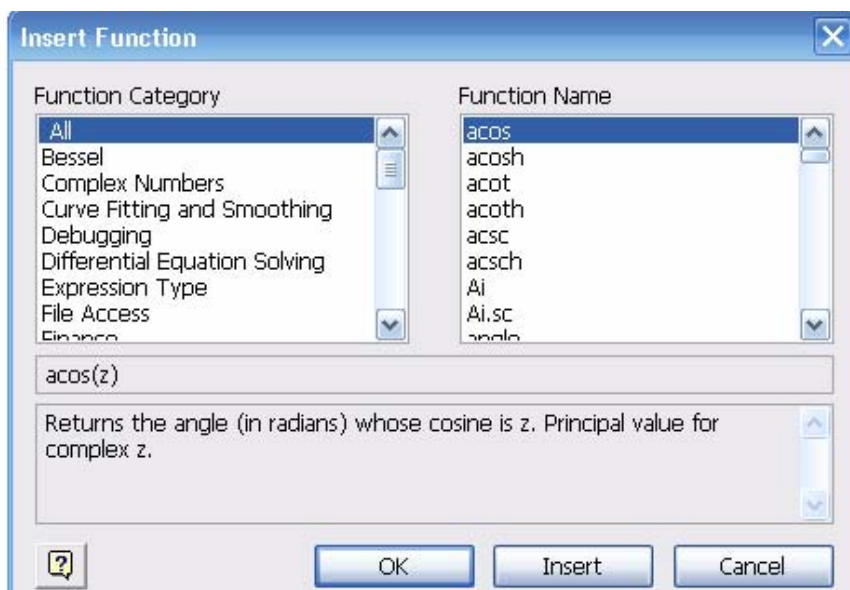 Insert Function
Function Category
All
Bessel
Complex Numbers
Curve Fitting and Smoothing
Debugging
Differential Equation Solving
Expression Type
File Access
Finance
Function Name
acos
acosh
acot
acoth
acsc
acsch
Ai
Ai.sc
angle
acos(z)
Returns the angle (in radians) whose cosine is z. Principal value for
complex z.
?
OK
Insert
Cancel